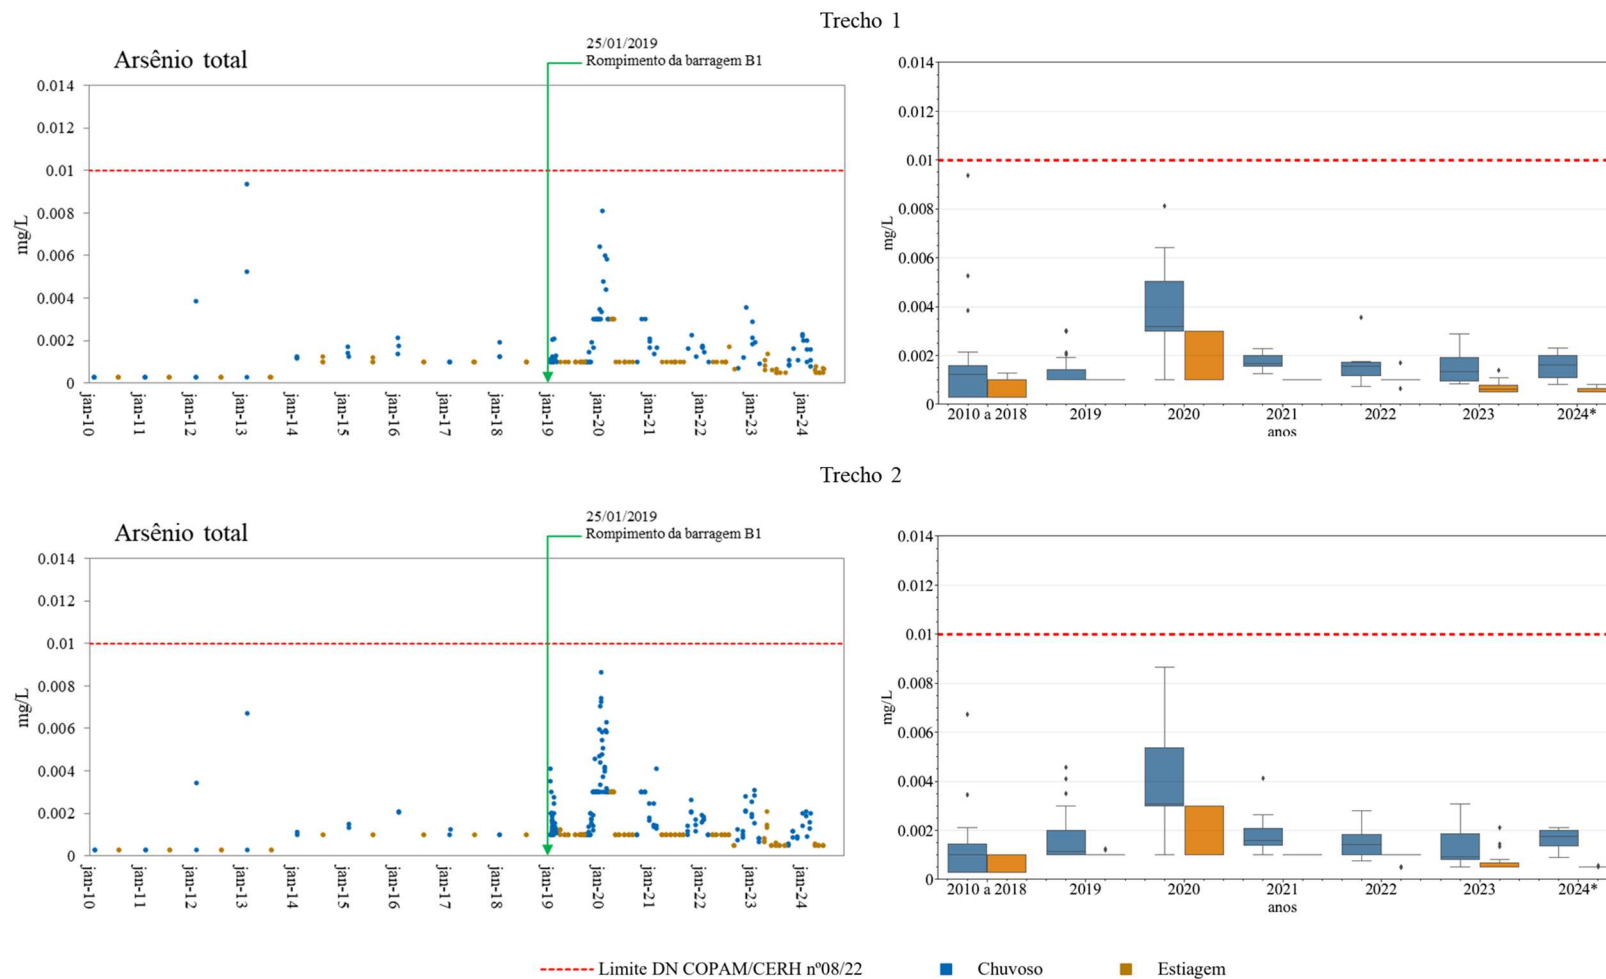 Trecho 1
Arsênio total
25/01/2019
Rompimento da barragem B1
mg/L
0.014
0.012
0.01
0.008
0.006
0.004
0.002
0
jan-10
jan-11
jan-12
jan-13
jan-14
jan-15
jan-16
jan-17
jan-18
jan-19
jan-20
jan-21
jan-22
jan-23
jan-24
mg/L
0.014
0.012
0.01
0.008
0.006
0.004
0.002
0
2010 a 2018 2019 2020 2021 2022 2023 2024*
anos
Trecho 2
Arsênio total
25/01/2019
Rompimento da barragem B1
mg/L
0.014
0.012
0.01
0.008
0.006
0.004
0.002
0
jan-10
jan-11
jan-12
jan-13
jan-14
jan-15
jan-16
jan-17
jan-18
jan-19
jan-20
jan-21
jan-22
jan-23
jan-24
mg/L
0.014
0.012
0.01
0.008
0.006
0.004
0.002
0
2010 a 2018 2019 2020 2021 2022 2023 2024*
anos
Limite DN COPAM/CERH nº08/22 Chuvoso Estiagem